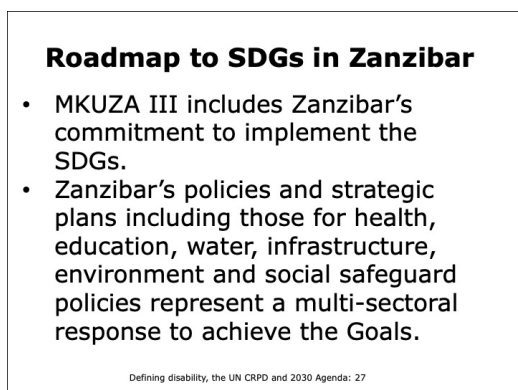 Roadmap to SDGs in Zanzibar
• MKUZA III includes Zanzibar's
commitment to implement the
SDGs.
• Zanzibar's policies and strategic
plans including those for health,
education, water, infrastructure,
environment and social safeguard
policies represent a multi-sectoral
response to achieve the Goals.
Defining disability, the UN CRPD and 2030 Agenda: 27